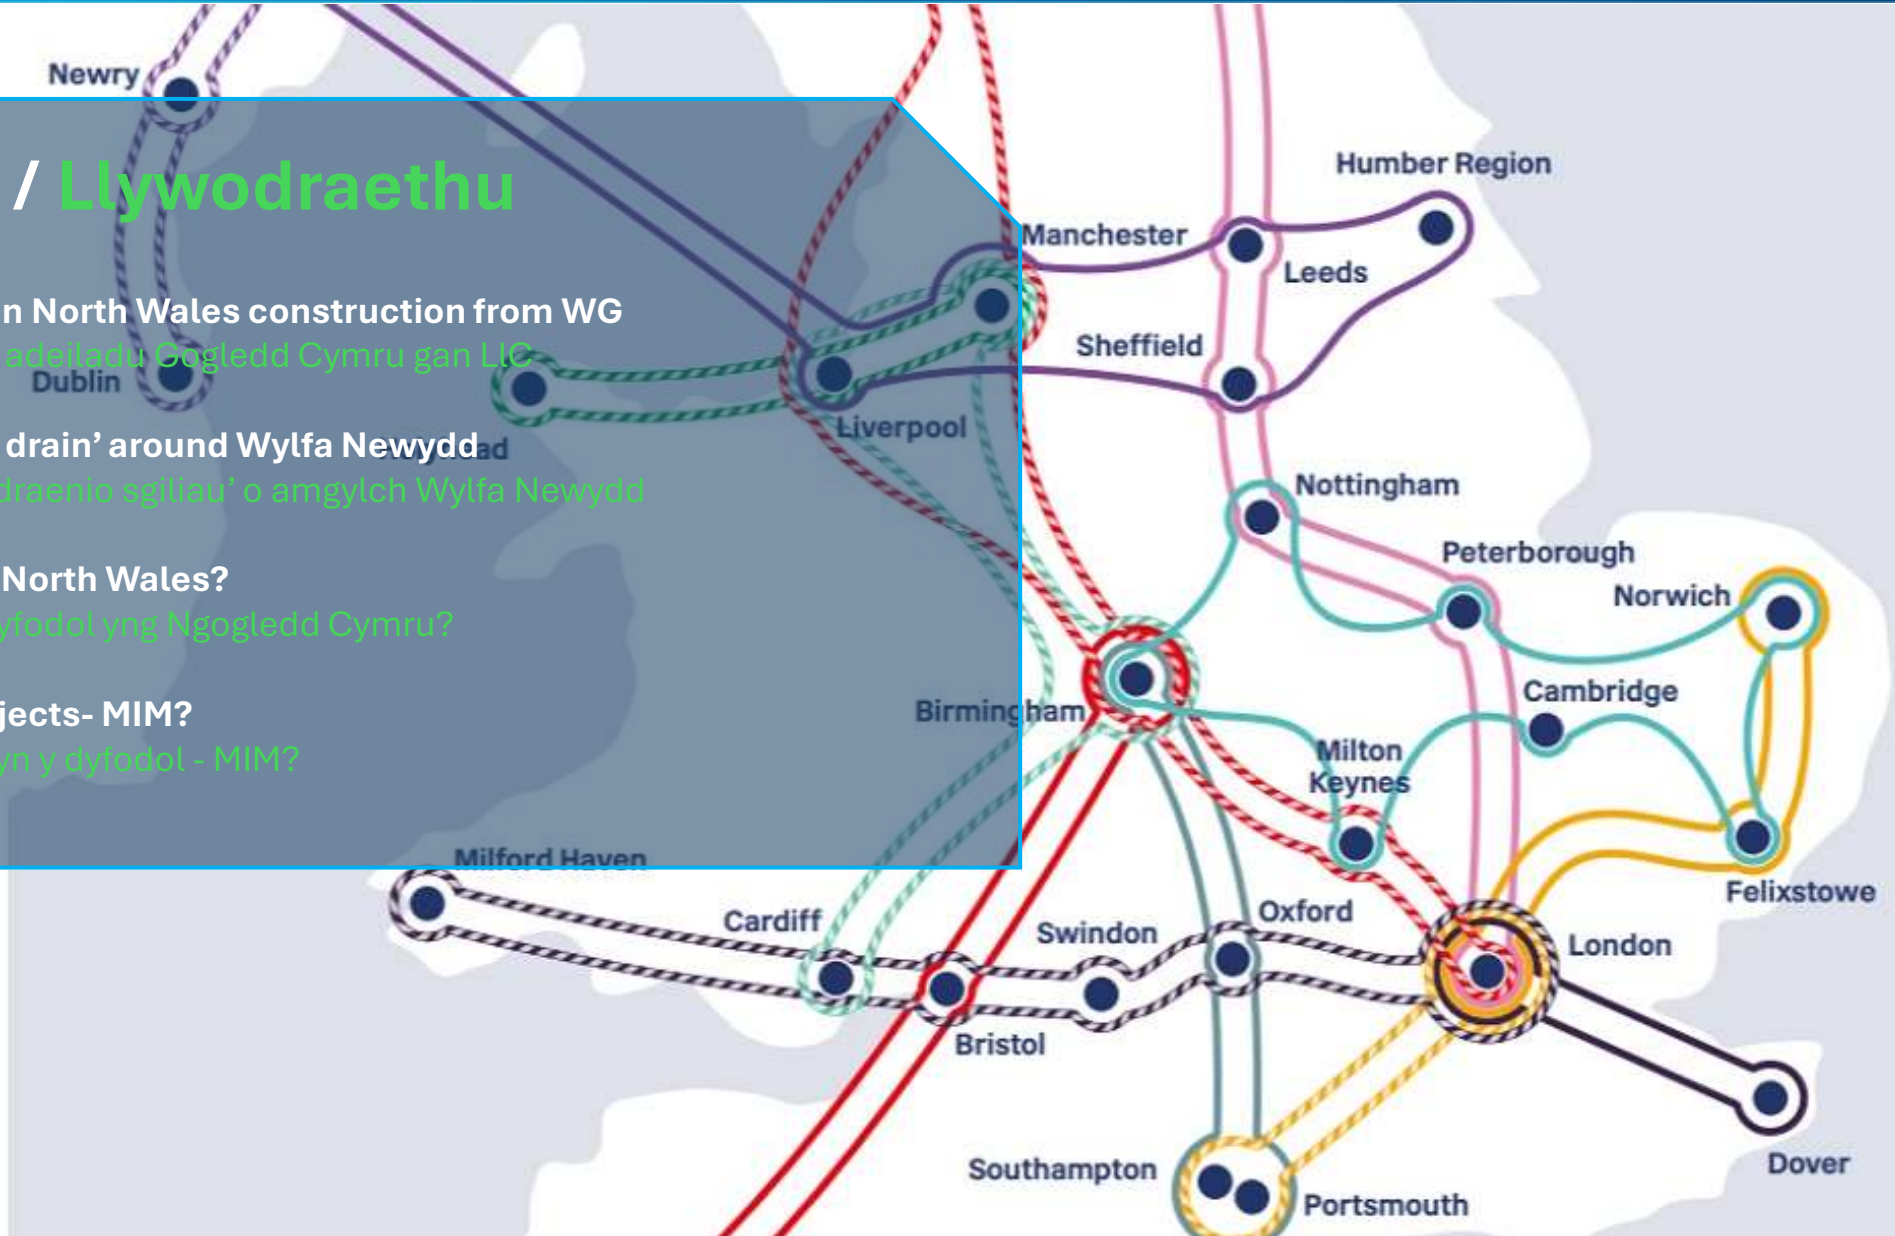 Newry
/ Llywodraethu
n North Wales construction from WG
adeiladu Gogledd Cymru gan LlC
Dublin
drain’ around Wylfa Newydd
draenio sgiliau’ o amgylch Wylfa Newydd
North Wales?
yfodol yng Ngogledd Cymru?
jects- MIM?
yn y dyfodol - MIM?
Humber Region
Manchester
Leeds
Sheffield
Liverpool
Nottingham
Peterborough
Norwich
Cambridge
Birmingham
Milton
Keynes
Milford Haven
Felixstowe
Cardiff
Swindon
Oxford
London
Bristol
Dover
Southampton
Portsmouth